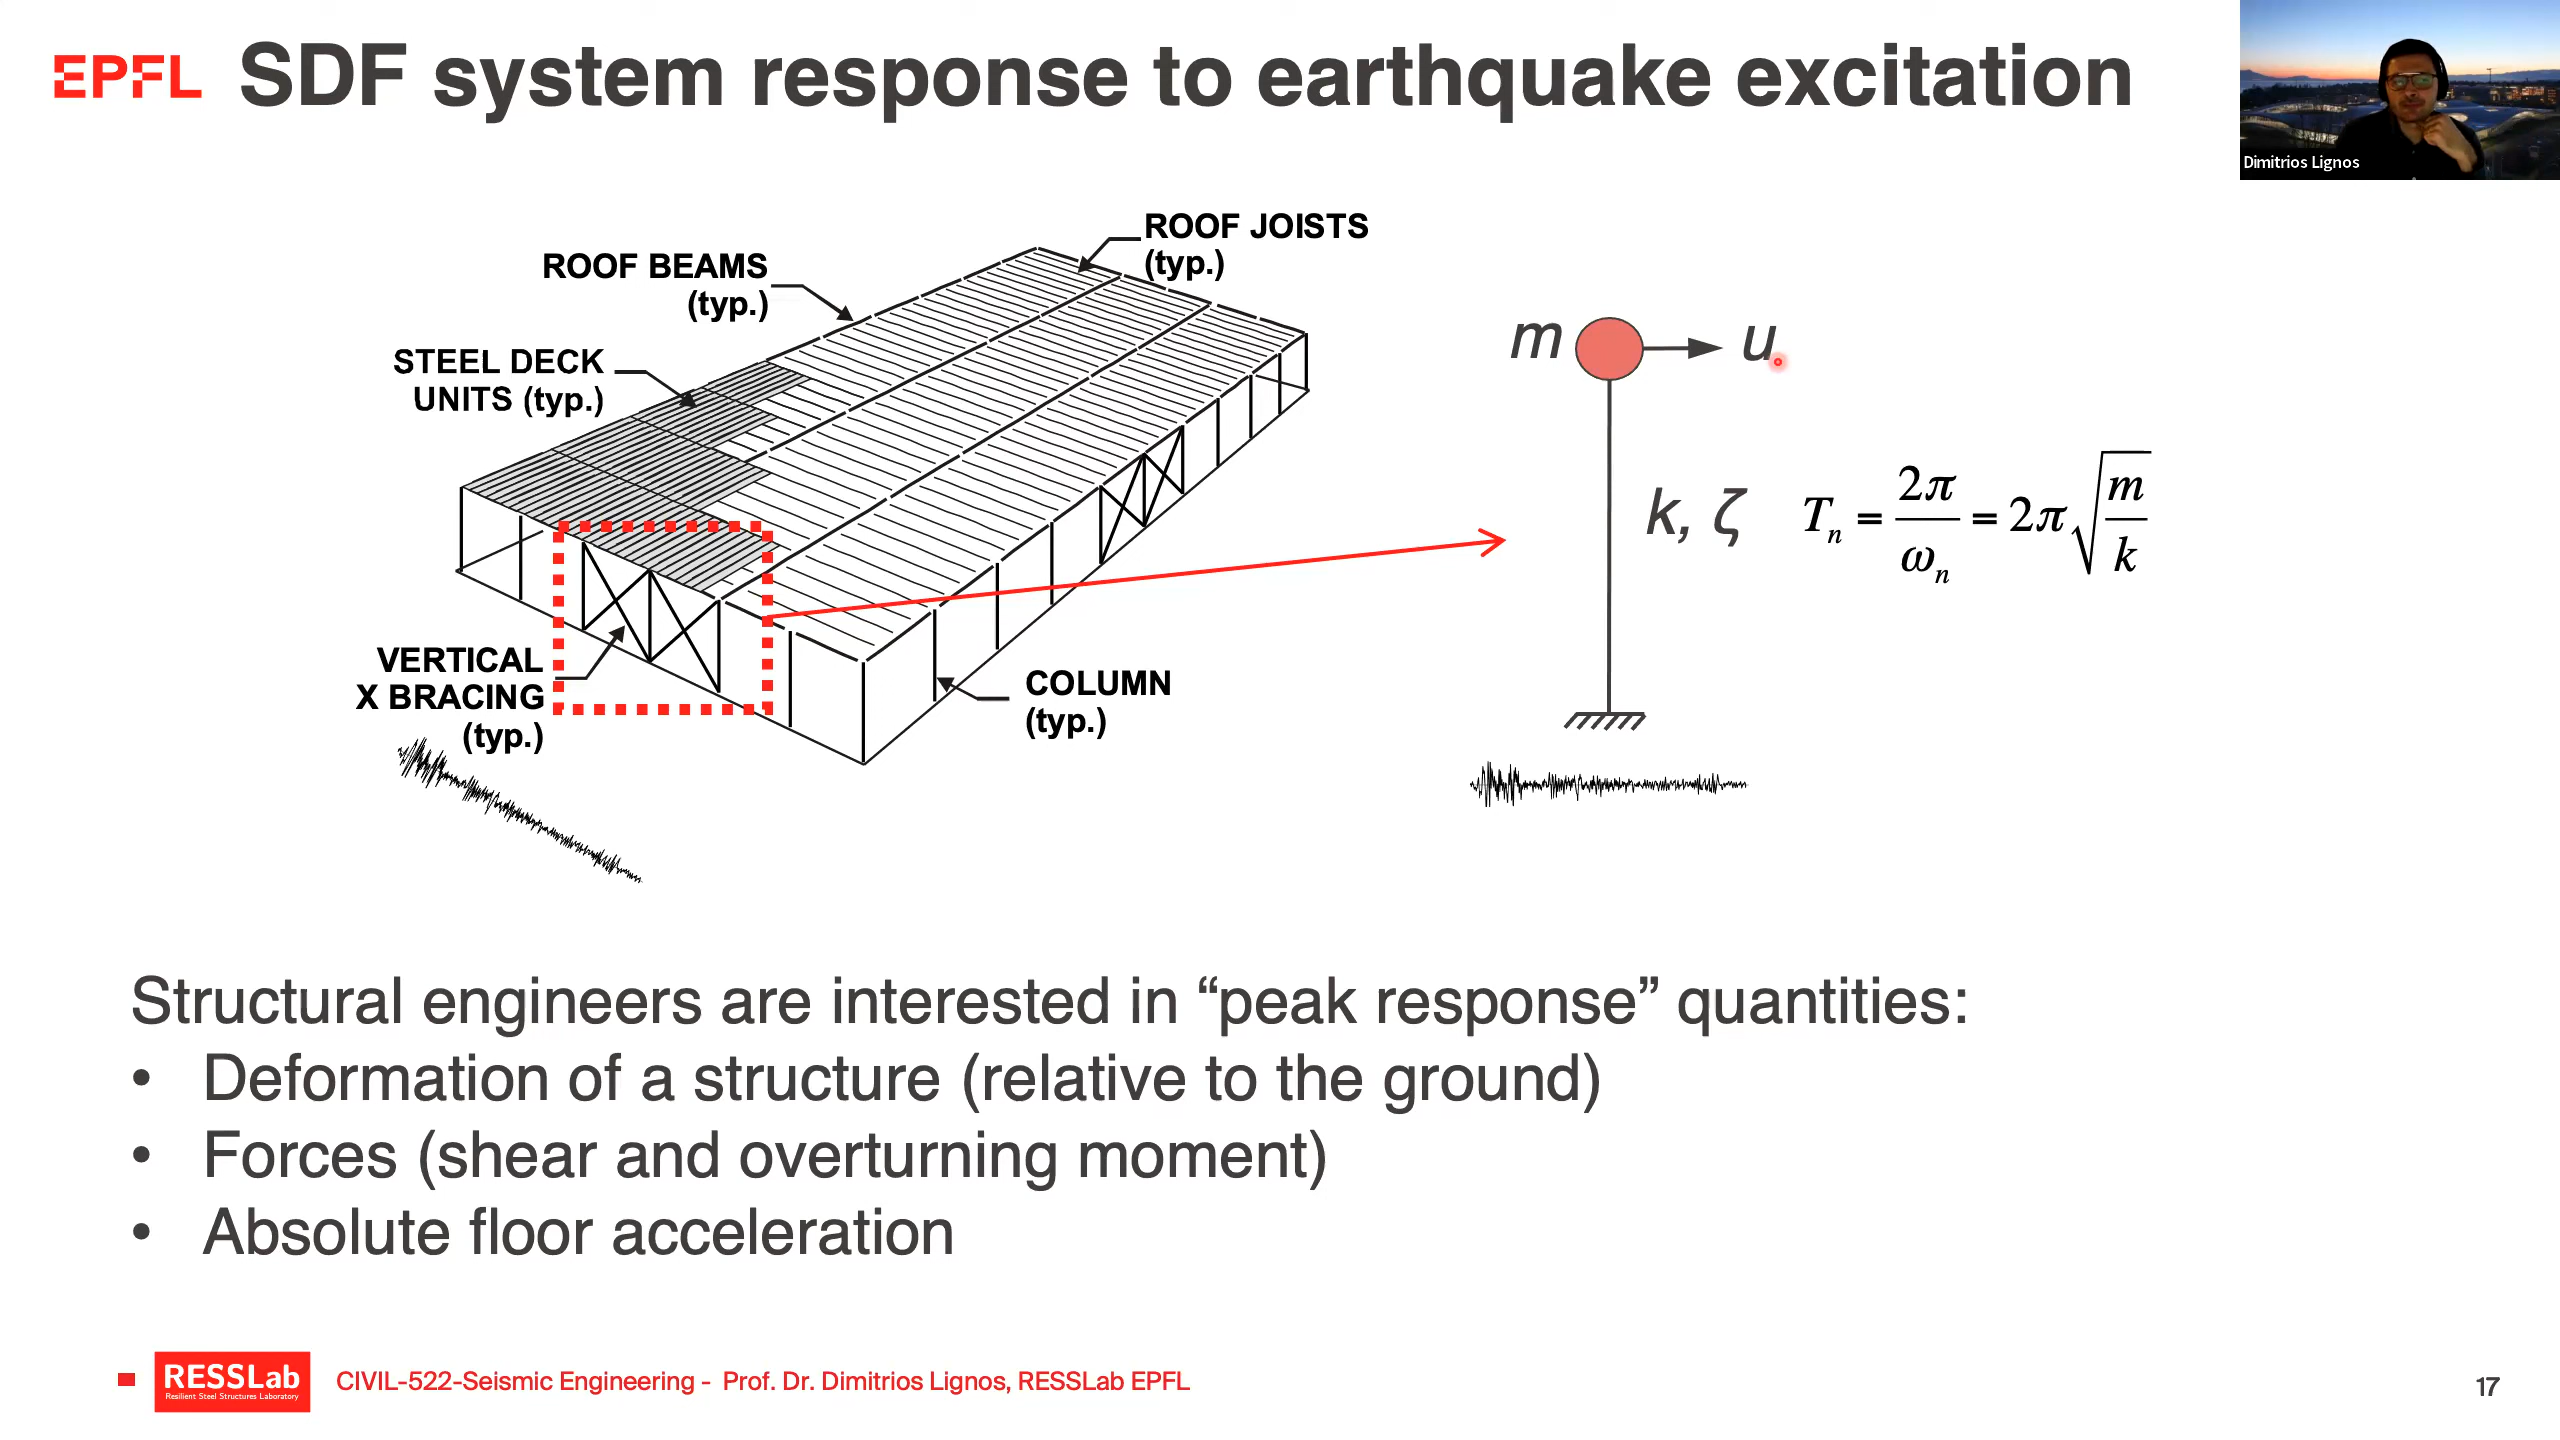 EPFL SDF system response to earthquake excitation
Dimitrios Lignos
ROOF JOISTS
(typ.)
ROOF BEAMS
(typ.)
STEEL DECK
UNITS (typ.)
VERTICAL
X BRACING
(typ.)
COLUMN
(typ.)
m
u
k, ζ
Tn = 2π/ωn = 2π√(m/k)
Structural engineers are interested in “peak response” quantities:
• Deformation of a structure (relative to the ground)
• Forces (shear and overturning moment)
• Absolute floor acceleration
RESSLab
Resilient Steel Structures Laboratory
CIVIL-522-Seismic Engineering - Prof. Dr. Dimitrios Lignos, RESSLab EPFL
17